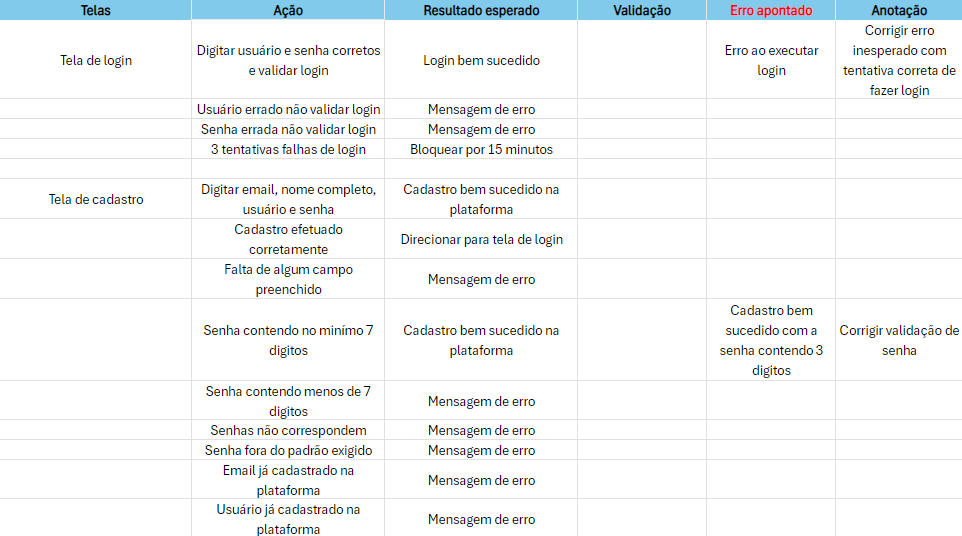 Telas Ação Resultado esperado Validação Erro apontado Anotação
Tela de login
Digitar usuário e senha corretos
e validar login
Login bem sucedido
Erro ao executar
login
Corrigir erro
inesperado com
tentativa correta de
fazer login
Usuário errado não validar login Mensagem de erro
Senha errada não validar login Mensagem de erro
3 tentativas falhas de login Bloquear por 15 minutos
Tela de cadastro
Digitar email, nome completo,
usuário e senha
Cadastro bem sucedido na
plataforma
Cadastro efetuado
corretamente
Direcionar para tela de login
Falta de algum campo
preenchido
Mensagem de erro
Senha contendo no minímo 7
digitos
Cadastro bem sucedido na
plataforma
Cadastro bem
sucedido com a
senha contendo 3
digitos
Corrigir validação de
senha
Senha contendo menos de 7
digitos
Mensagem de erro
Senhas não correspondem Mensagem de erro
Senha fora do padrão exigido Mensagem de erro
Email já cadastrado na
plataforma
Mensagem de erro
Usuário já cadastrado na
plataforma
Mensagem de erro